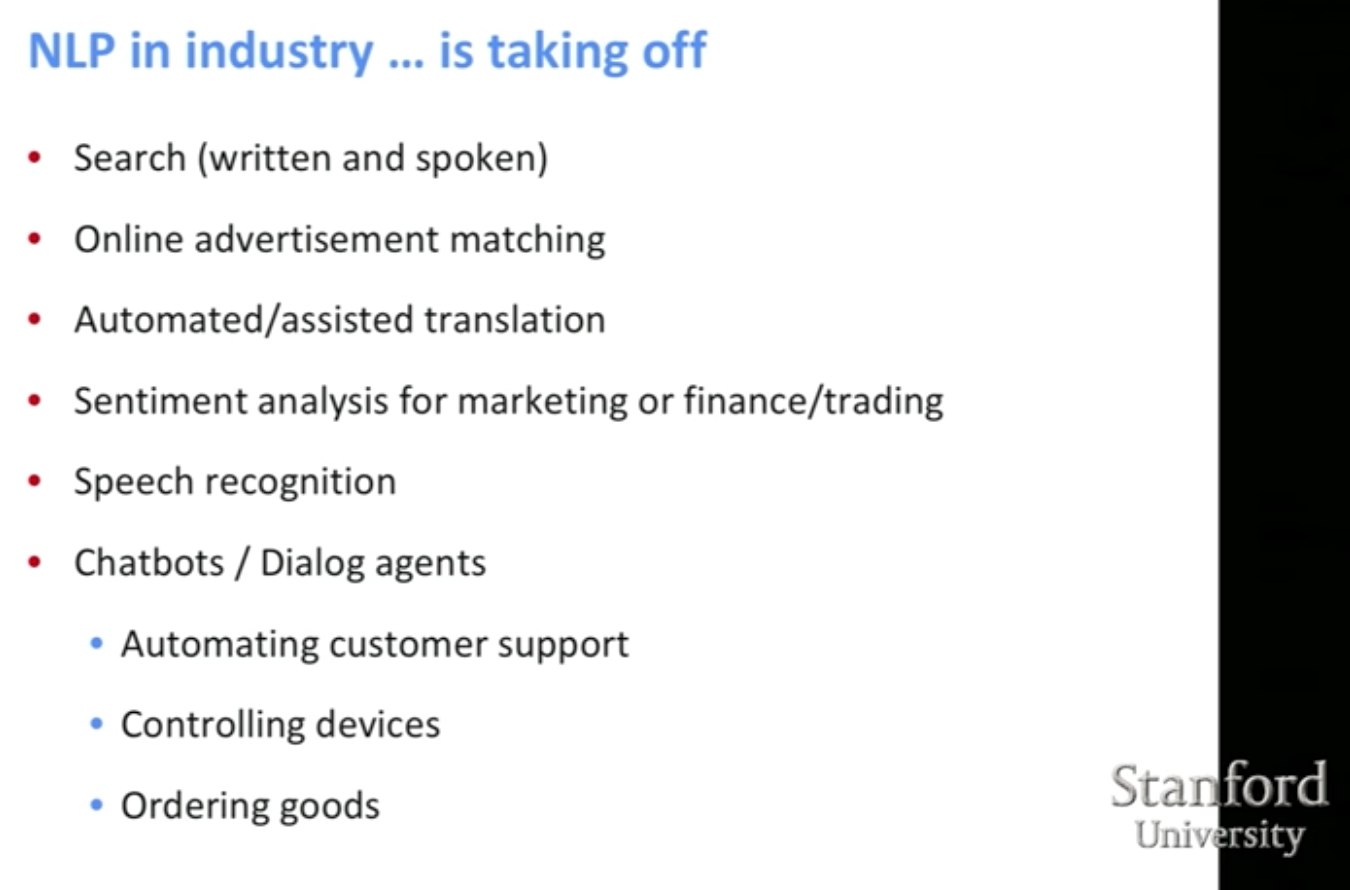 NLP in industry ... is taking off
• Search (written and spoken)
• Online advertisement matching
• Automated/assisted translation
• Sentiment analysis for marketing or finance/trading
• Speech recognition
• Chatbots / Dialog agents
• Automating customer support
• Controlling devices
• Ordering goods
Stanford
University